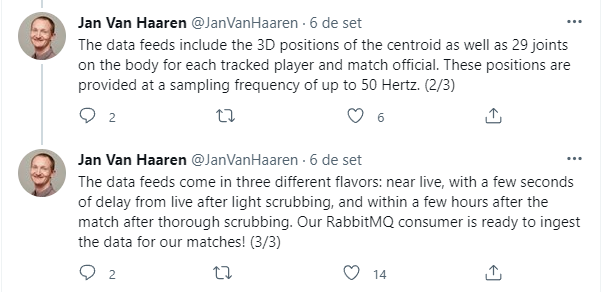 Jan Van Haaren @JanVanHaaren · 6 de set
The data feeds include the 3D positions of the centroid as well as 29 joints
on the body for each tracked player and match official. These positions are
provided at a sampling frequency of up to 50 Hertz. (2/3)
2 6
Jan Van Haaren @JanVanHaaren · 6 de set
The data feeds come in three different flavors: near live, with a few seconds
of delay from live after light scrubbing, and within a few hours after the
match after thorough scrubbing. Our RabbitMQ consumer is ready to ingest
the data for our matches! (3/3)
2 14